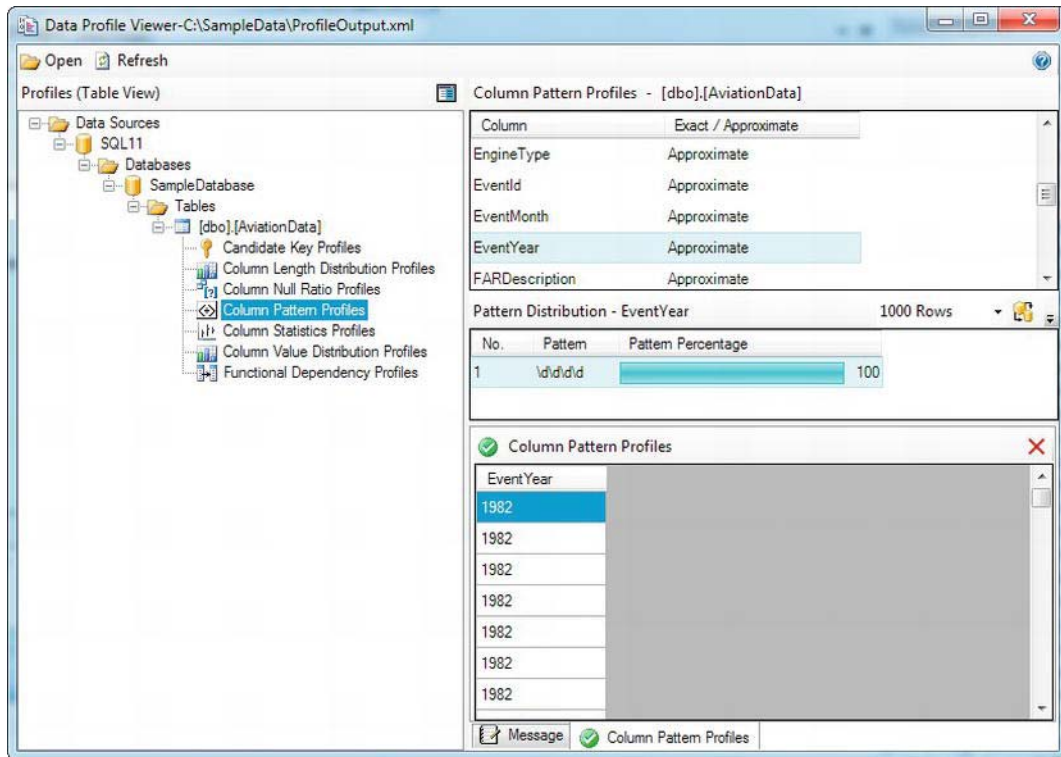 Data Profile Viewer-C:\SampleData\ProfileOutput.xml
Open Refresh
Profiles (Table View)
Data Sources
SQL11
Databases
SampleDatabase
Tables
[dbo].[AviationData]
Candidate Key Profiles
Column Length Distribution Profiles
Column Null Ratio Profiles
Column Pattern Profiles
Column Statistics Profiles
Column Value Distribution Profiles
Functional Dependency Profiles
Column Pattern Profiles - [dbo].[AviationData]
Column Exact / Approximate
EngineType Approximate
EventId Approximate
EventMonth Approximate
EventYear Approximate
FARDescription Approximate
Pattern Distribution - EventYear 1000 Rows
No. Pattern Pattern Percentage
1 \d\d\d\d 100
Column Pattern Profiles
EventYear
1982
1982
1982
1982
1982
1982
1982
Message Column Pattern Profiles